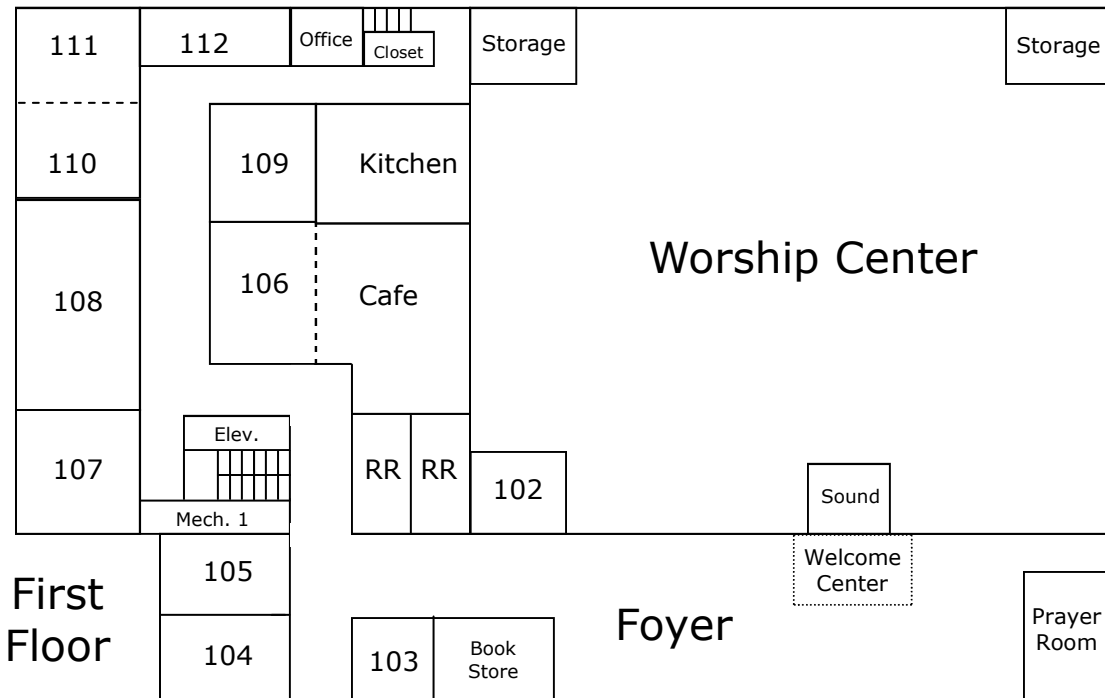 111
112
Office
Closet
Storage
Storage
110
109
Kitchen
Worship Center
108
106
Cafe
Elev.
107
RR
RR
102
Sound
Mech. 1
Welcome
Center
105
First
Floor
Foyer
Prayer
Room
104
103
Book
Store